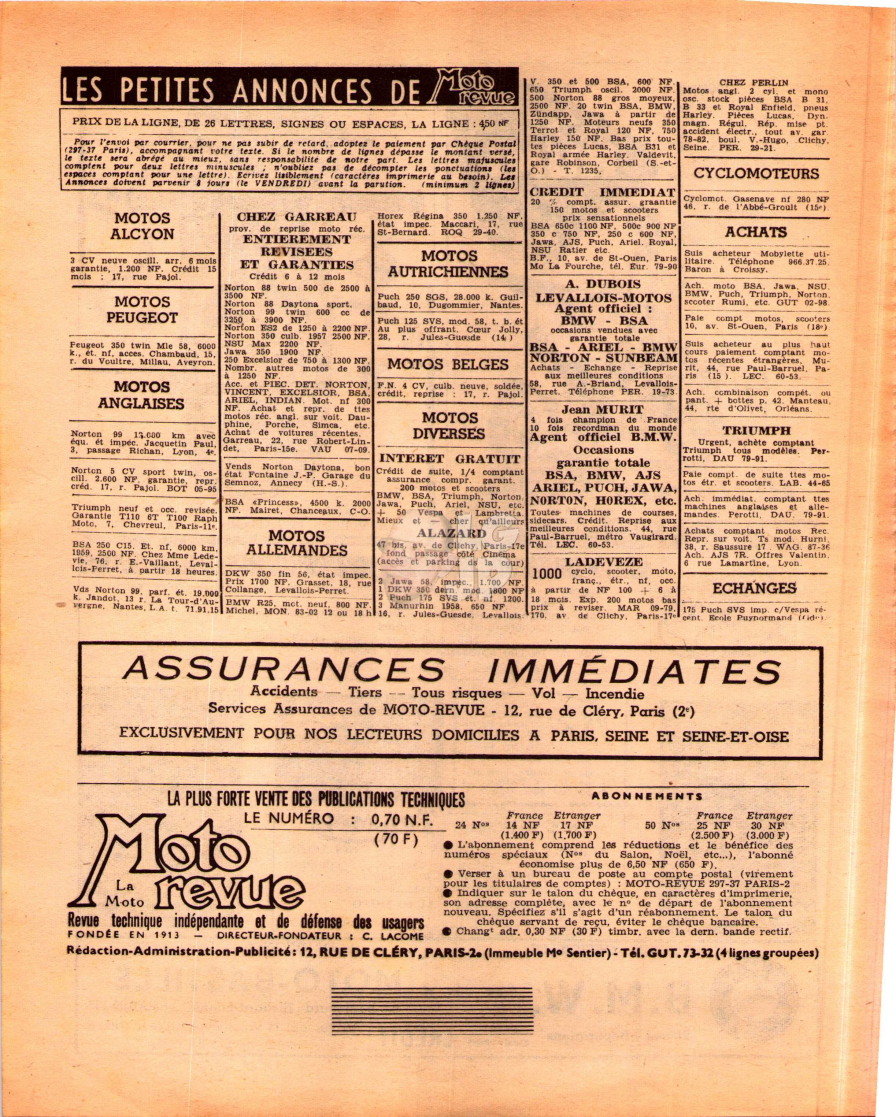 LES PETITES ANNONCES DE Moto revue
PRIX DE LA LIGNE, DE 26 LETTRES, SIGNES OU ESPACES, LA LIGNE : 4,50 NF
Pour l'envoi par courrier, pour ne pas subir de retard, adoptez le paiement par Chèque Postal
(297-37 Paris), accompagnant votre texte. Si le nombre de lignes dépasse le montant versé,
le texte sera abrégé au mieux, sans responsabilité de notre part. Les lettres majuscules
comptent pour deux lettres minuscules ; n'oubliez pas de décompter les ponctuations (les
espaces comptant pour une lettre). Ecrivez lisiblement (caractères imprimerie au besoin). Les
Annonces doivent parvenir 8 jours (le VENDREDI) avant la parution. (minimum 2 lignes)
MOTOS
ALCYON
3 CV neuve oscill. arr. 6 mois
garantie, 1.200 NF. Crédit 15
mois : 17, rue Pajol.
MOTOS
PEUGEOT
Peugeot 350 twin Mle 58, 6000
k., ét. nf, acces. Chambaud, 15,
r. du Voultre, Millau, Aveyron.
MOTOS
ANGLAISES
Norton 99 km avec
équ. ét impéc. Jacquetin Paul,
3, passage Richan, Lyon, 4e.
Norton 5 CV sport twin, os-
cill. 2.600 NF. garantie, repr.
créd. 17, r. Pajol. BOT 05-95
Triumph neuf et occ. revisée.
Garantie T110 6T T100 Raph
Moto, 7, Chevreul, Paris-11e.
BSA 250 C15. Et. nf, 6000 km,
1959, 2500 NF. Chez Mme Lede-
vie, 76, r. E.-Vaillant, Leval-
lois-Perret, à partir 18 heures.
Vds Norton 99, parf. ét. 19.000
k. Jandot, 13 r. La Tour-d'Au-
vergne, Nantes, L.A. t. 71.91.15
CHEZ GARREAU
prov. de reprise moto réc.
ENTIEREMENT
REVISEES
ET GARANTIES
Crédit 6 à 12 mois
Norton 88 twin 500 de 2500 à
3500 NF.
Norton 88 Daytona sport.
Norton 99 twin 600 cc de
3250 à 3900 NF.
Norton ES2 de 1250 à 2200 NF.
Norton 350 culb. 1957 2500 NF.
NSU Max 2200 NF.
Jawa 350 1900 NF.
250 Excelsior de 750 à 1300 NF.
Nombr. autres motos de 300
à 1250 NF.
Acc. et PIEC. DET. NORTON,
VINCENT, EXCELSIOR, BSA,
ARIEL, INDIAN. Mot. nf 300
NF. Achat et repr. de ttes
motos réc. angl. sur voit. Dau-
phine, Porche, Simca, etc.
Achat de voitures récentes.
Garreau, 22, rue Robert-Lin-
det, Paris-15e. VAU 07-09.
Vends Norton Daytona, bon
état Fontaine J.-P. Garage du
Semnoz, Annecy (H.-S.).
BSA «Princess», 4500 k. 2000
NF. Mairet, Chanceaux, C-O.
MOTOS
ALLEMANDES
DKW 350 fin 56, état impec.
Prix 1700 NF. Grasset, 18, rue
Collange, Levallois-Perret.
BMW R25, mct. neuf, 800 NF.
Michel, MON. 83-02 12 ou 18 h
Horex Régina 350 1.250 NF,
état impec. Maccari, 17, rue
St-Bernard. ROQ 29-40.
MOTOS
AUTRICHIENNES
Puch 250 SGS, 28.000 k. Guil-
baud, 10, Dugommier, Nantes.
Puch 125 SVS, mod. 58, t. b. ét
Au plus offrant. Cœur Jolly,
28, r. Jules-Guesde (14 )
MOTOS BELGES
F.N. 4 CV, culb. neuve, soldée,
crédit, reprise : 17, r. Pajol.
MOTOS
DIVERSES
INTERET GRATUIT
Crédit de suite, 1/4 comptant
assurance compr. garant.
200 motos et scooters
BMW, BSA, Triumph, Norton
Jawa, Puch, Ariel, NSU, etc.
+ 50 Vespa et Lambretta
Mieux et cher qu'ailleurs
ALAZARD
47 bis, av. de Clichy, Paris-17e
fond passage côté Cinéma
(accès et parking ds la cour)
2 Jawa 58, impec., 1.700 NF.
1 DKW 350 dern. mod. 1800 NF
2 Puch 175 SVS ét. nf. 1200.
3 Manurhin 1958, 650 NF.
16, r. Jules-Guesde, Levallois.
V. 350 et 500 BSA, 600 NF.
650 Triumph oscil. 2000 NF.
500 Norton 88 gros moyeux,
2500 NF. 20 twin BSA, BMW,
Zündapp, Jawa à partir de
1250 NF. Moteurs neufs 350
Terrot et Royal 120 NF, 750
Harley 150 NF. Bas prix tou-
tes pièces Lucas, BSA B31 et
Royal armée Harley. Valdevit,
gare Robinson, Corbeil (S.-et-
O.) - T. 1235.
CREDIT IMMEDIAT
20 % compt. assur. graantie
150 motos et scooters
prix sensationnels
BSA 650c 1100 NF, 500c 900 NF
350 c 750 NF, 250 c 600 NF,
Jawa, AJS, Puch, Ariel, Royal,
NSU Ratier etc.
B.F., 10, av. de St-Ouen, Paris
Mo La Fourche, tél. Eur. 79-90
A. DUBOIS
LEVALLOIS-MOTOS
Agent officiel :
BMW - BSA
occasions vendues avec
garantie totale
BSA - ARIEL - BMW
NORTON - SUNBEAM
Achats - Echange - Reprise
aux meilleures conditions
58, rue A.-Briand, Levallois-
Perret. Téléphone PER. 19-73
Jean MURIT
4 fois champion de France
10 fois recordman du monde
Agent officiel B.M.W.
Occasions
garantie totale
BSA, BMW, AJS
ARIEL, PUCH, JAWA,
NORTON, HOREX, etc.
Toutes machines de courses,
sidecars. Crédit. Reprise aux
meilleures conditions. 44, rue
Paul-Barruel, métro Vaugirard.
Tél. LEC. 60-53.
LADEVEZE
1000 cyclo, scooter, moto,
franç., étr., nf, occ.
à partir de NF 100 + 6 à
18 mois. Exp. 200 motos bas
prix à reviser. MAR 09-79.
170, av de Clichy, Paris-17e
CHEZ PERLIN
Motos angl. 2 cyl. et mono
osc. stock pièces BSA B 31,
B 33 et Royal Enfield, pneus
Harley. Pièces Lucas, Dyn.
magn. Régul. Rép. mise pt.
accident électr., tout av. gar.
78-82, boul. V.-Hugo, Clichy,
Seine. PER. 29-21.
CYCLOMOTEURS
Cyclomct. Gasenave nf 280 NF
46, r. de l'Abbé-Groult (15e)
ACHATS
Suis acheteur Mobylette uti-
litaire. Téléphone 966.37.25.
Baron à Croissy.
Ach. moto BSA, Jawa, NSU.
BMW, Puch, Triumph, Norton,
scooter Rumi, etc. GUT 02-98.
Paie compt motos, scooters
10, av. St-Ouen, Paris (18e)
Suis acheteur au plus haut
cours paiement comptant mo-
tos récentes étrangères, Mu-
rit, 44, rue Paul-Barruel, Pa-
ris (15 ). LEC. 60-53.
Ach. combinaison compét. ou
pant. + bottes p. 42. Manteau,
44, rte d'Olivet, Orléans.
TRIUMPH
Urgent, achète comptant
Triumph tous modèles. Per-
rotti, DAU 79-91.
Paie compt. de suite ttes mo-
tos étr. et scooters. LAB. 44-65
Ach. immédiat. comptant ttes
machines anglaises et alle-
mandes. Perotti, DAU. 79-91.
Achats comptant motos Rec.
Repr. sur voit. Ts mod. Hurni,
38, r. Saussure 17 . WAG. 87-36
Ach. AJS 7R. Offres Valentin,
6 rue Lamartine, Lyon.
ECHANGES
175 Puch SVS imp. c/Vespa ré-
cent. Ecole Puynormand
ASSURANCES IMMÉDIATES
Accidents — Tiers — Tous risques — Vol — Incendie
Services Assurances de MOTO-REVUE - 12, rue de Cléry, Paris (2e)
EXCLUSIVEMENT POUR NOS LECTEURS DOMICILIES A PARIS, SEINE ET SEINE-ET-OISE
LA PLUS FORTE VENTE DES PUBLICATIONS TECHNIQUES
LE NUMÉRO : 0,70 N.F.
(70 F)
La Moto
Moto revue
Revue technique indépendante et de défense des usagers
FONDÉE EN 1913 — DIRECTEUR-FONDATEUR : C. LACOME
ABONNEMENTS
France Etranger France Etranger
24 Nos 14 NF 17 NF 50 Nos 25 NF 30 NF
(1.400 F) (1.700 F) (2.500 F) (3.000 F)
● L'abonnement comprend les réductions et le bénéfice des
numéros spéciaux (Nos du Salon, Noël, etc...), l'abonné
économise plus de 6,50 NF (650 F).
● Verser à un bureau de poste au compte postal (virement
pour les titulaires de comptes) : MOTO-REVUE 297-37 PARIS-2
● Indiquer sur le talon du chèque, en caractères d'imprimerie,
son adresse complète, avec le n° de départ de l'abonnement
nouveau. Spécifiez s'il s'agit d'un réabonnement. Le talon du
chèque servant de reçu, éviter le chèque bancaire.
● Changt adr. 0,30 NF (30 F) timbr. avec la dern. bande rectif.
Rédaction-Administration-Publicité : 12, RUE DE CLÉRY, PARIS-2e (Immeuble Mo Sentier) - Tél. GUT. 73-32 (4 lignes groupées)